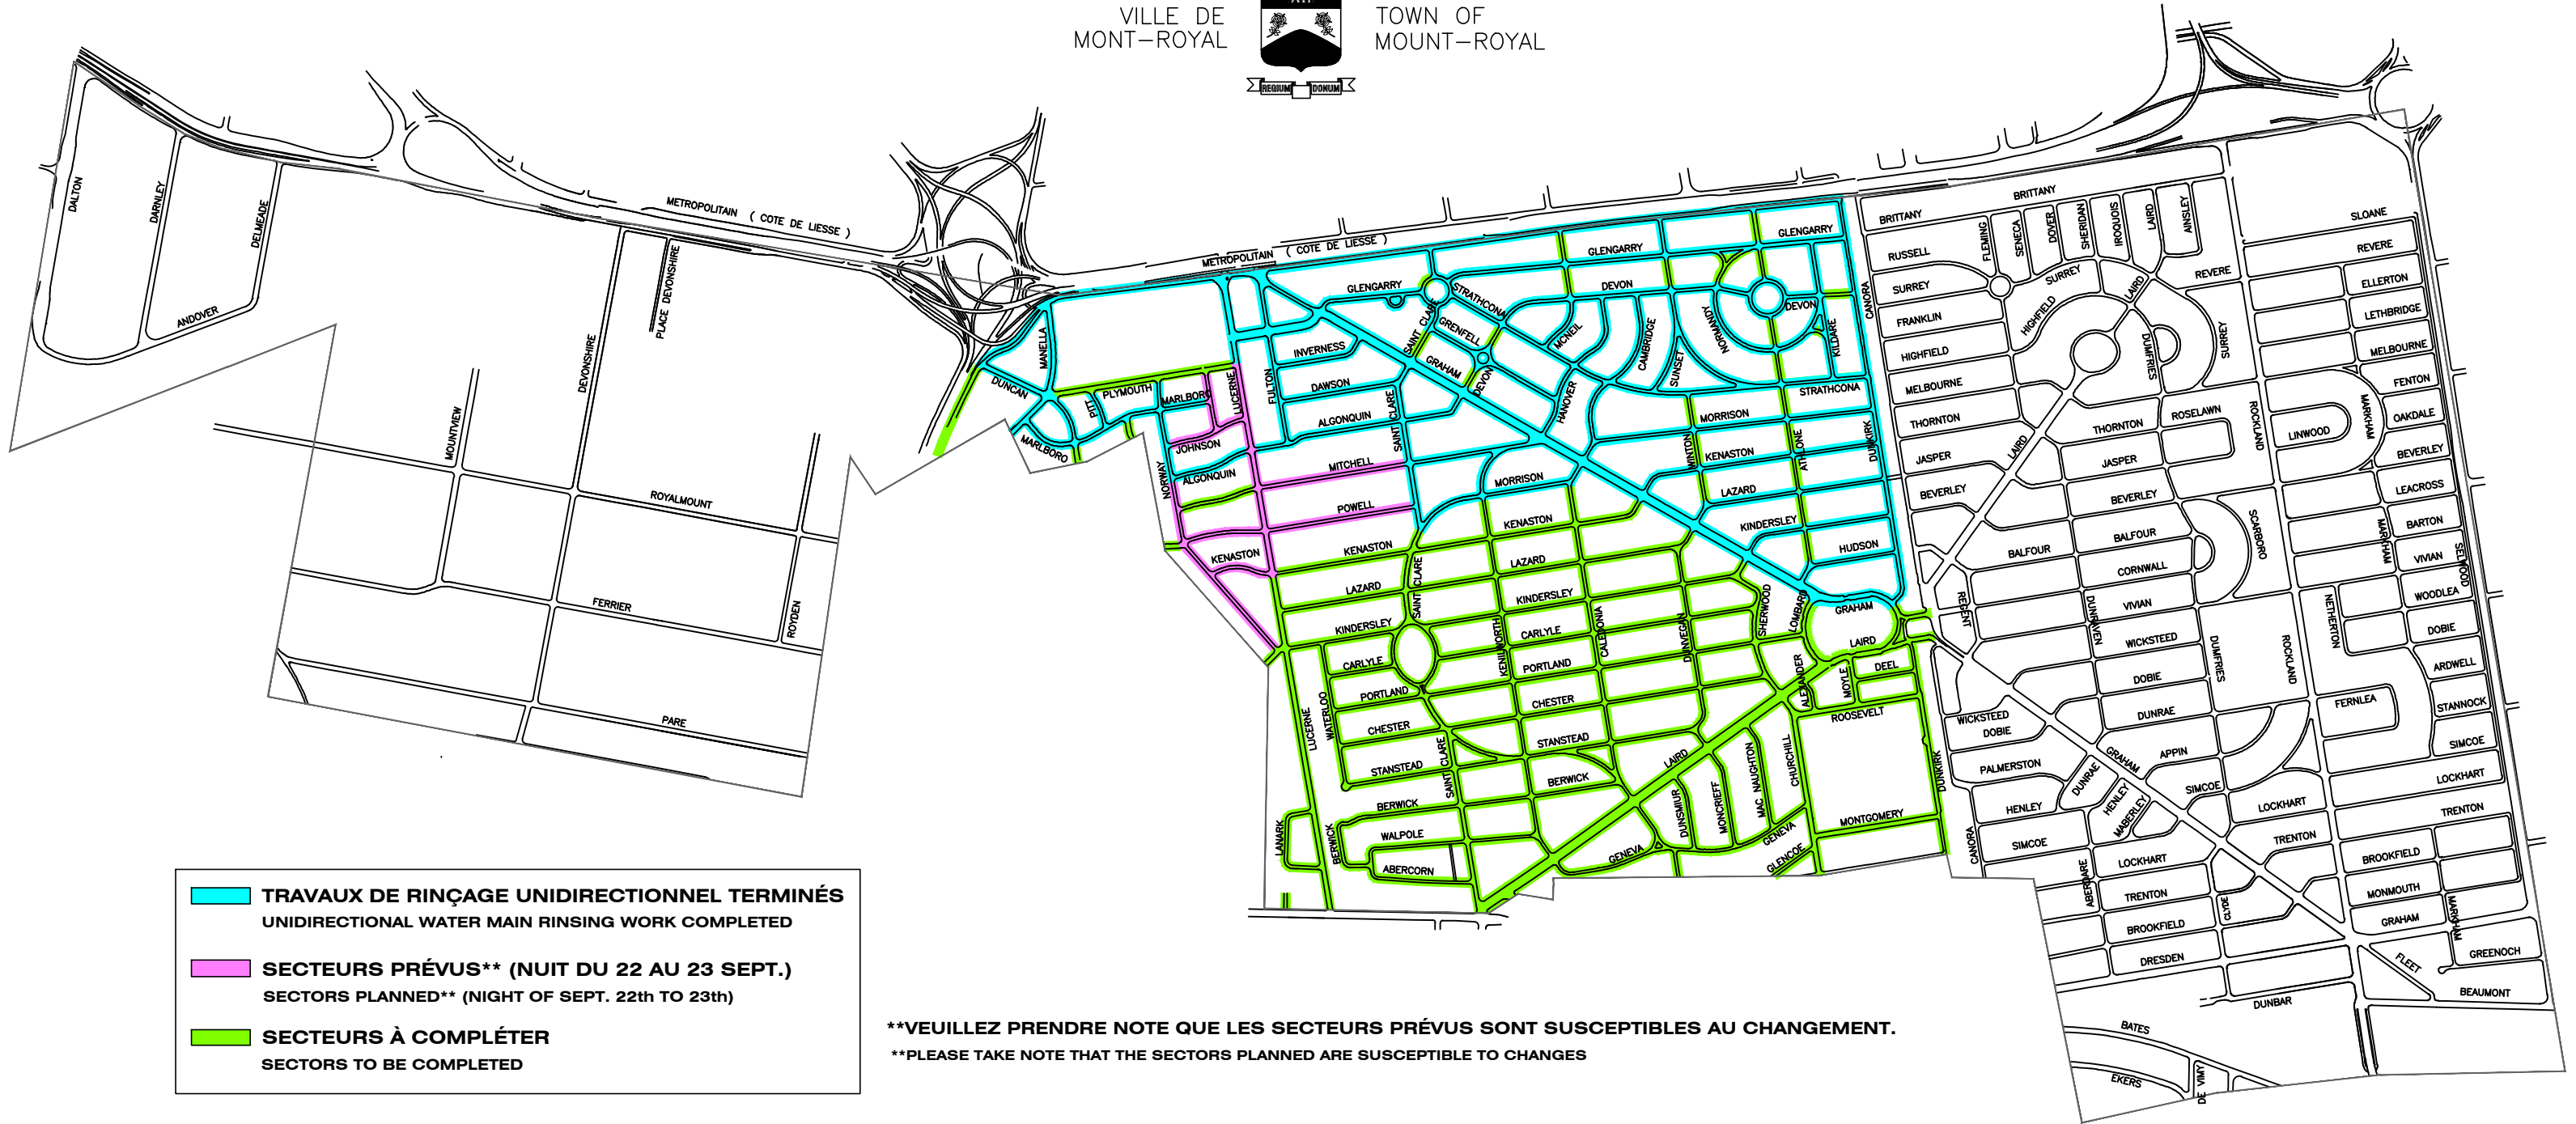 VILLE DE
MONT-ROYAL
TOWN OF
MOUNT-ROYAL
REGIUM DONUM
DALTON
DARNLEY
DELMEADE
ANDOVER
METROPOLITAIN ( COTE DE LIESSE )
PLACE DEVONSHIRE
DEVONSHIRE
MOUNTVIEW
ROYALMOUNT
FERRIER
ROYDEN
PARE
METROPOLITAIN ( COTE DE LIESSE )
MANELLA
DUNCAN
PITT
PLYMOUTH
MARLBORO
MARLBORO
LUCERNE
JOHNSON
NORWAY
ALGONQUIN
KENASTON
FULTON
INVERNESS
DAWSON
ALGONQUIN
SAINT CLARE
MITCHELL
POWELL
KENASTON
LAZARD
KINDERSLEY
CARLYLE
PORTLAND
CHESTER
STANSTEAD
BERWICK
WALPOLE
ABERCORN
LUCERNE
WATERLOO
LANARK
BERWICK
SAINT CLARE
SAINT CLARE
GLENGARRY
STRATHCONA
SAINT CLARE
GRENFELL
GRAHAM
DEVON
MCNEIL
HANOVER
CAMBRIDGE
SUNSET
NORMANDY
GLENGARRY
DEVON
GLENGARRY
DEVON
KILDARE
CANORA
STRATHCONA
MORRISON
WINTON
KENASTON
ATHLONE
DUNKIRK
LAZARD
KINDERSLEY
HUDSON
MORRISON
KENASTON
LAZARD
KINDERSLEY
CARLYLE
KENILWORTH
PORTLAND
CALEDONIA
CHESTER
STANSTEAD
BERWICK
DUNVEGAN
SHERWOOD
LOMBARD
GRAHAM
LAIRD
DEEL
ALEXANDER
MOYLE
ROOSEVELT
LAIRD
DUNSMUIR
MONCRIEFF
MAC NAUGHTON
CHURCHILL
DUNKIRK
MONTGOMERY
GENEVA
GENEVA
GLENCOE
BRITTANY
BRITTANY
RUSSELL
SURREY
FRANKLIN
HIGHFIELD
MELBOURNE
THORNTON
JASPER
BEVERLEY
FLEMING
SENECA
DOVER
SHERIDAN
IROQUOIS
LAIRD
AINSLEY
SURREY
HIGHFIELD
LAIRD
REVERE
SURREY
DUMFRIES
LAIRD
THORNTON
ROSELAWN
JASPER
BEVERLEY
BALFOUR
BALFOUR
CORNWALL
VIVIAN
WICKSTEED
DOBIE
DUNRAE
APPIN
REGENT
DUNRAVEN
DUMFRIES
SCARBORO
ROCKLAND
ROCKLAND
NETHERTON
LINWOOD
MARKHAM
MARKHAM
SLOANE
REVERE
ELLERTON
LETHBRIDGE
MELBOURNE
FENTON
OAKDALE
BEVERLEY
LEACROSS
BARTON
VIVIAN
SELWOOD
WOODLEA
DOBIE
ARDWELL
STANNOCK
SIMCOE
LOCKHART
TRENTON
FERNLEA
WICKSTEED
DOBIE
PALMERSTON
HENLEY
SIMCOE
CANORA
DUNRAE
HENLEY
MABERLEY
GRAHAM
SIMCOE
LOCKHART
TRENTON
LOCKHART
TRENTON
BROOKFIELD
DRESDEN
ABERDARE
CLYDE
BROOKFIELD
MONMOUTH
GRAHAM
MARKHAM
GREENOCH
FLEET
BEAUMONT
DUNBAR
BATES
EKERS
DE VIMY
TRAVAUX DE RINÇAGE UNIDIRECTIONNEL TERMINÉS
UNIDIRECTIONAL WATER MAIN RINSING WORK COMPLETED
SECTEURS PRÉVUS** (NUIT DU 22 AU 23 SEPT.)
SECTORS PLANNED** (NIGHT OF SEPT. 22th TO 23th)
SECTEURS À COMPLÉTER
SECTORS TO BE COMPLETED
**VEUILLEZ PRENDRE NOTE QUE LES SECTEURS PRÉVUS SONT SUSCEPTIBLES AU CHANGEMENT.
**PLEASE TAKE NOTE THAT THE SECTORS PLANNED ARE SUSCEPTIBLE TO CHANGES